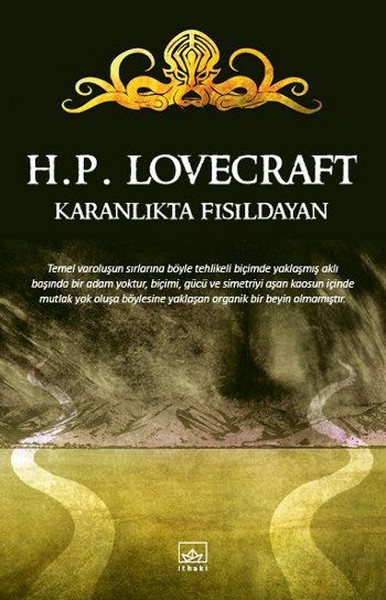 H.P. LOVECRAFT
KARANLIKTA FISILDAYAN
Temel varoluşun sırlarına böyle tehlikeli biçimde yaklaşmış aklı
başında bir adam yoktur, biçimi, gücü ve simetriyi aşan kaosun içinde
mutlak yok oluşa böylesine yaklaşan organik bir beyin olmamıştır.
ithaki